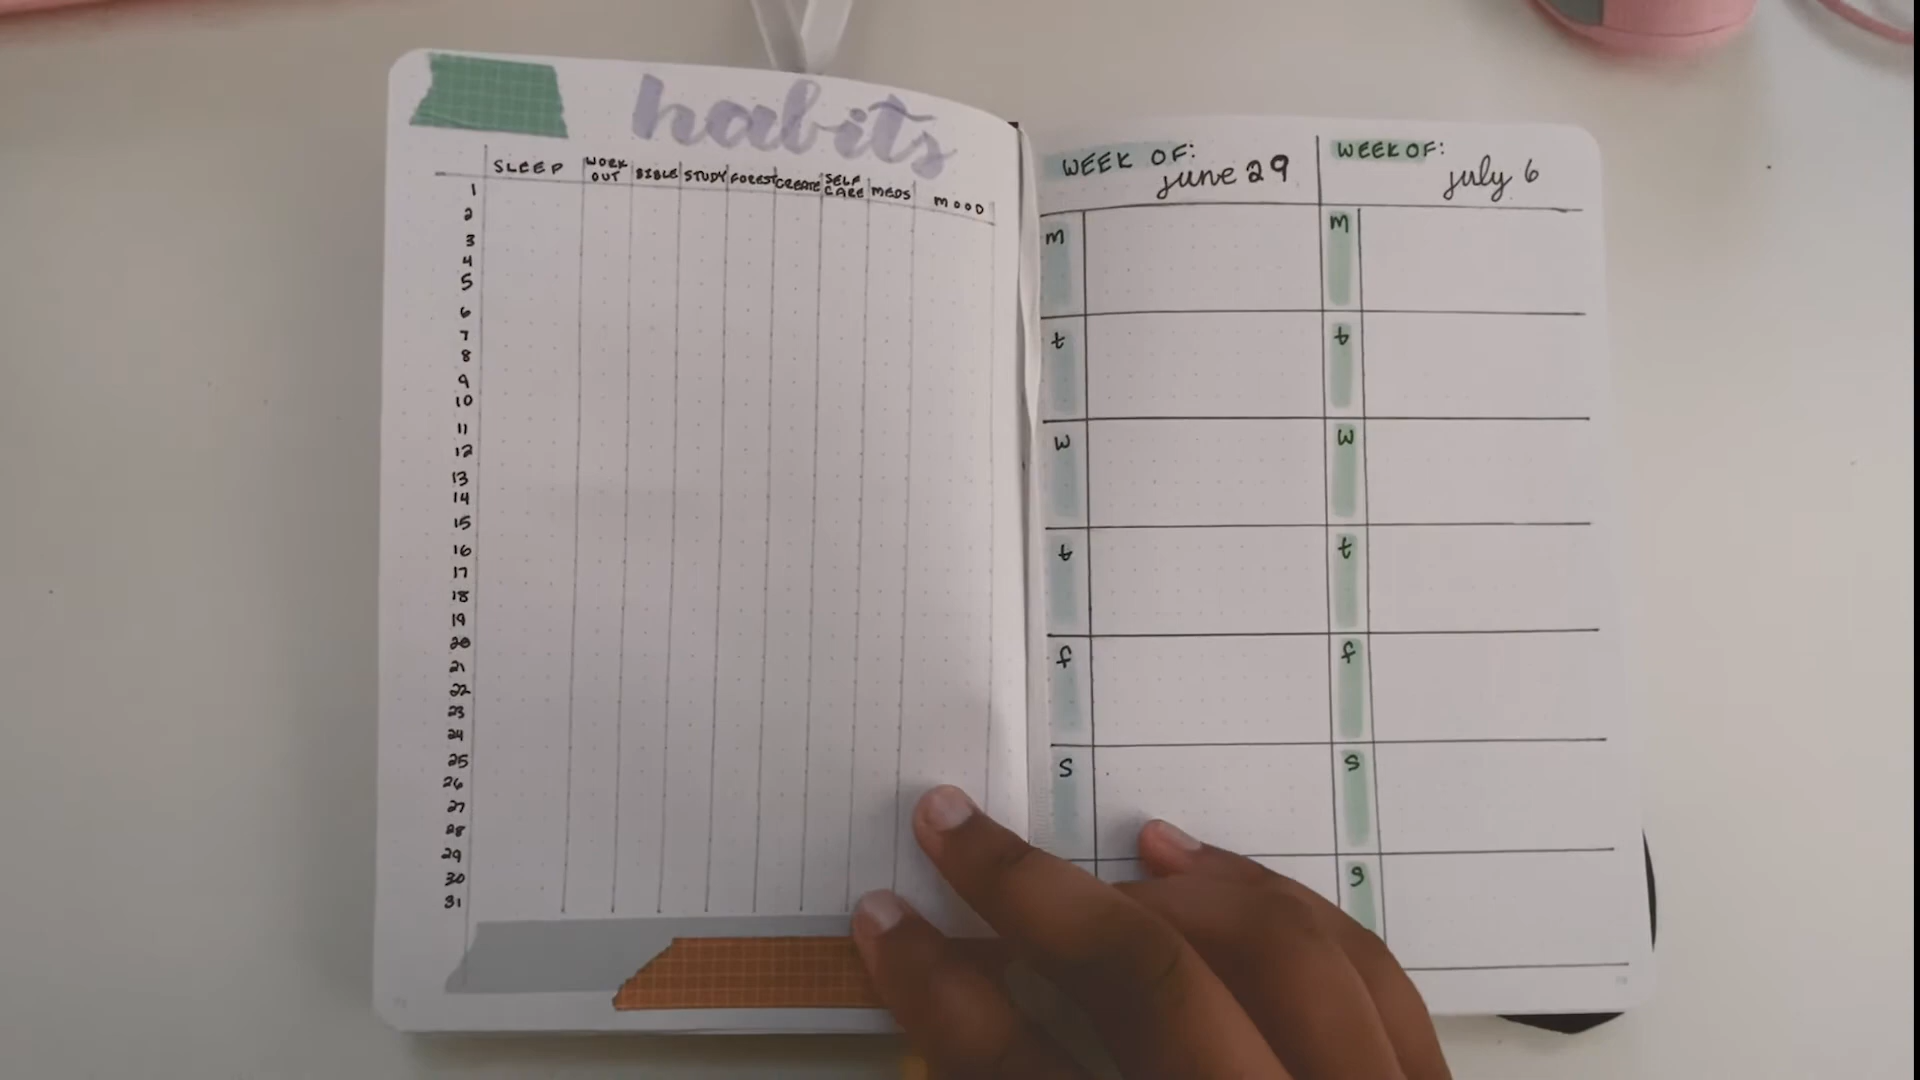 habits
SLEEP WORK OUT BIBLE STUDY FOREST CREATE SELF CARE MEDS MOOD
1
2
3
4
5
6
7
8
9
10
11
12
13
14
15
16
17
18
19
20
21
22
23
24
25
26
27
28
29
30
31
WEEK OF:
june 29
m
t
w
t
f
S
WEEK OF:
july 6
m
t
w
t
f
S
S